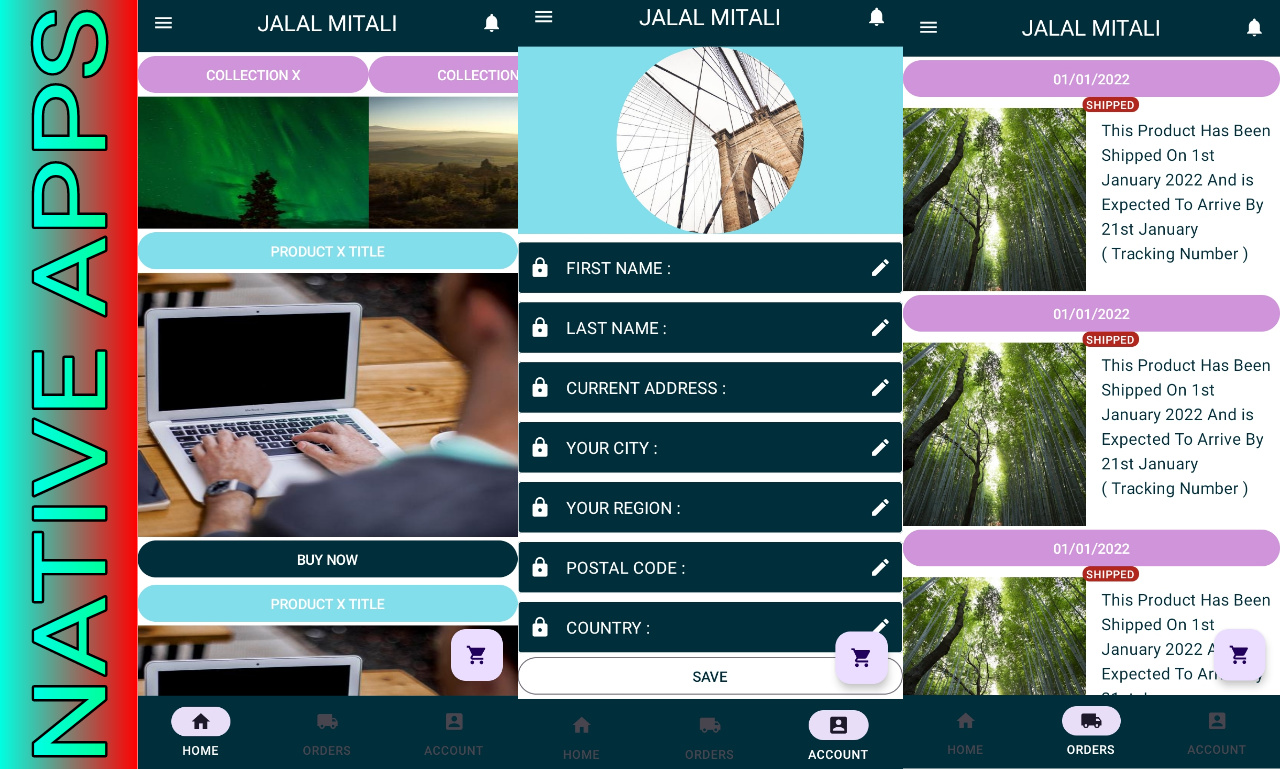 NATIVE APPS
JALAL MITALI
COLLECTION X
COLLECTION
PRODUCT X TITLE
BUY NOW
PRODUCT X TITLE
HOME
ORDERS
ACCOUNT
JALAL MITALI
FIRST NAME :
LAST NAME :
CURRENT ADDRESS :
YOUR CITY :
YOUR REGION :
POSTAL CODE :
COUNTRY :
SAVE
HOME
ORDERS
ACCOUNT
JALAL MITALI
01/01/2022
SHIPPED
This Product Has Been
Shipped On 1st
January 2022 And is
Expected To Arrive By
21st January
( Tracking Number )
01/01/2022
SHIPPED
This Product Has Been
Shipped On 1st
January 2022 And is
Expected To Arrive By
21st January
( Tracking Number )
01/01/2022
SHIPPED
This Product Has Been
Shipped On 1st
January 2022
Expected To
HOME
ORDERS
ACCOUNT